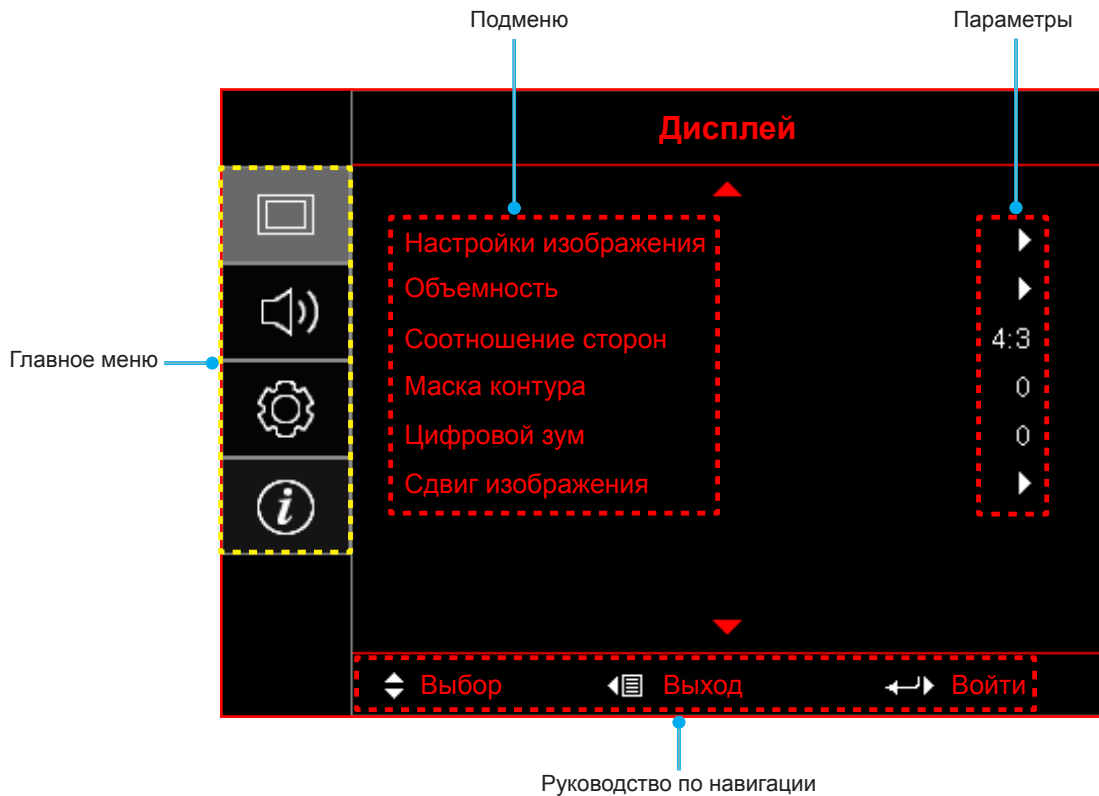 Подменю
Параметры
Дисплей
Настройки изображения
Объемность
Соотношение сторон 4:3
Главное меню
Маска контура 0
Цифровой зум 0
Сдвиг изображения
i
Выбор Выход Войти
Руководство по навигации